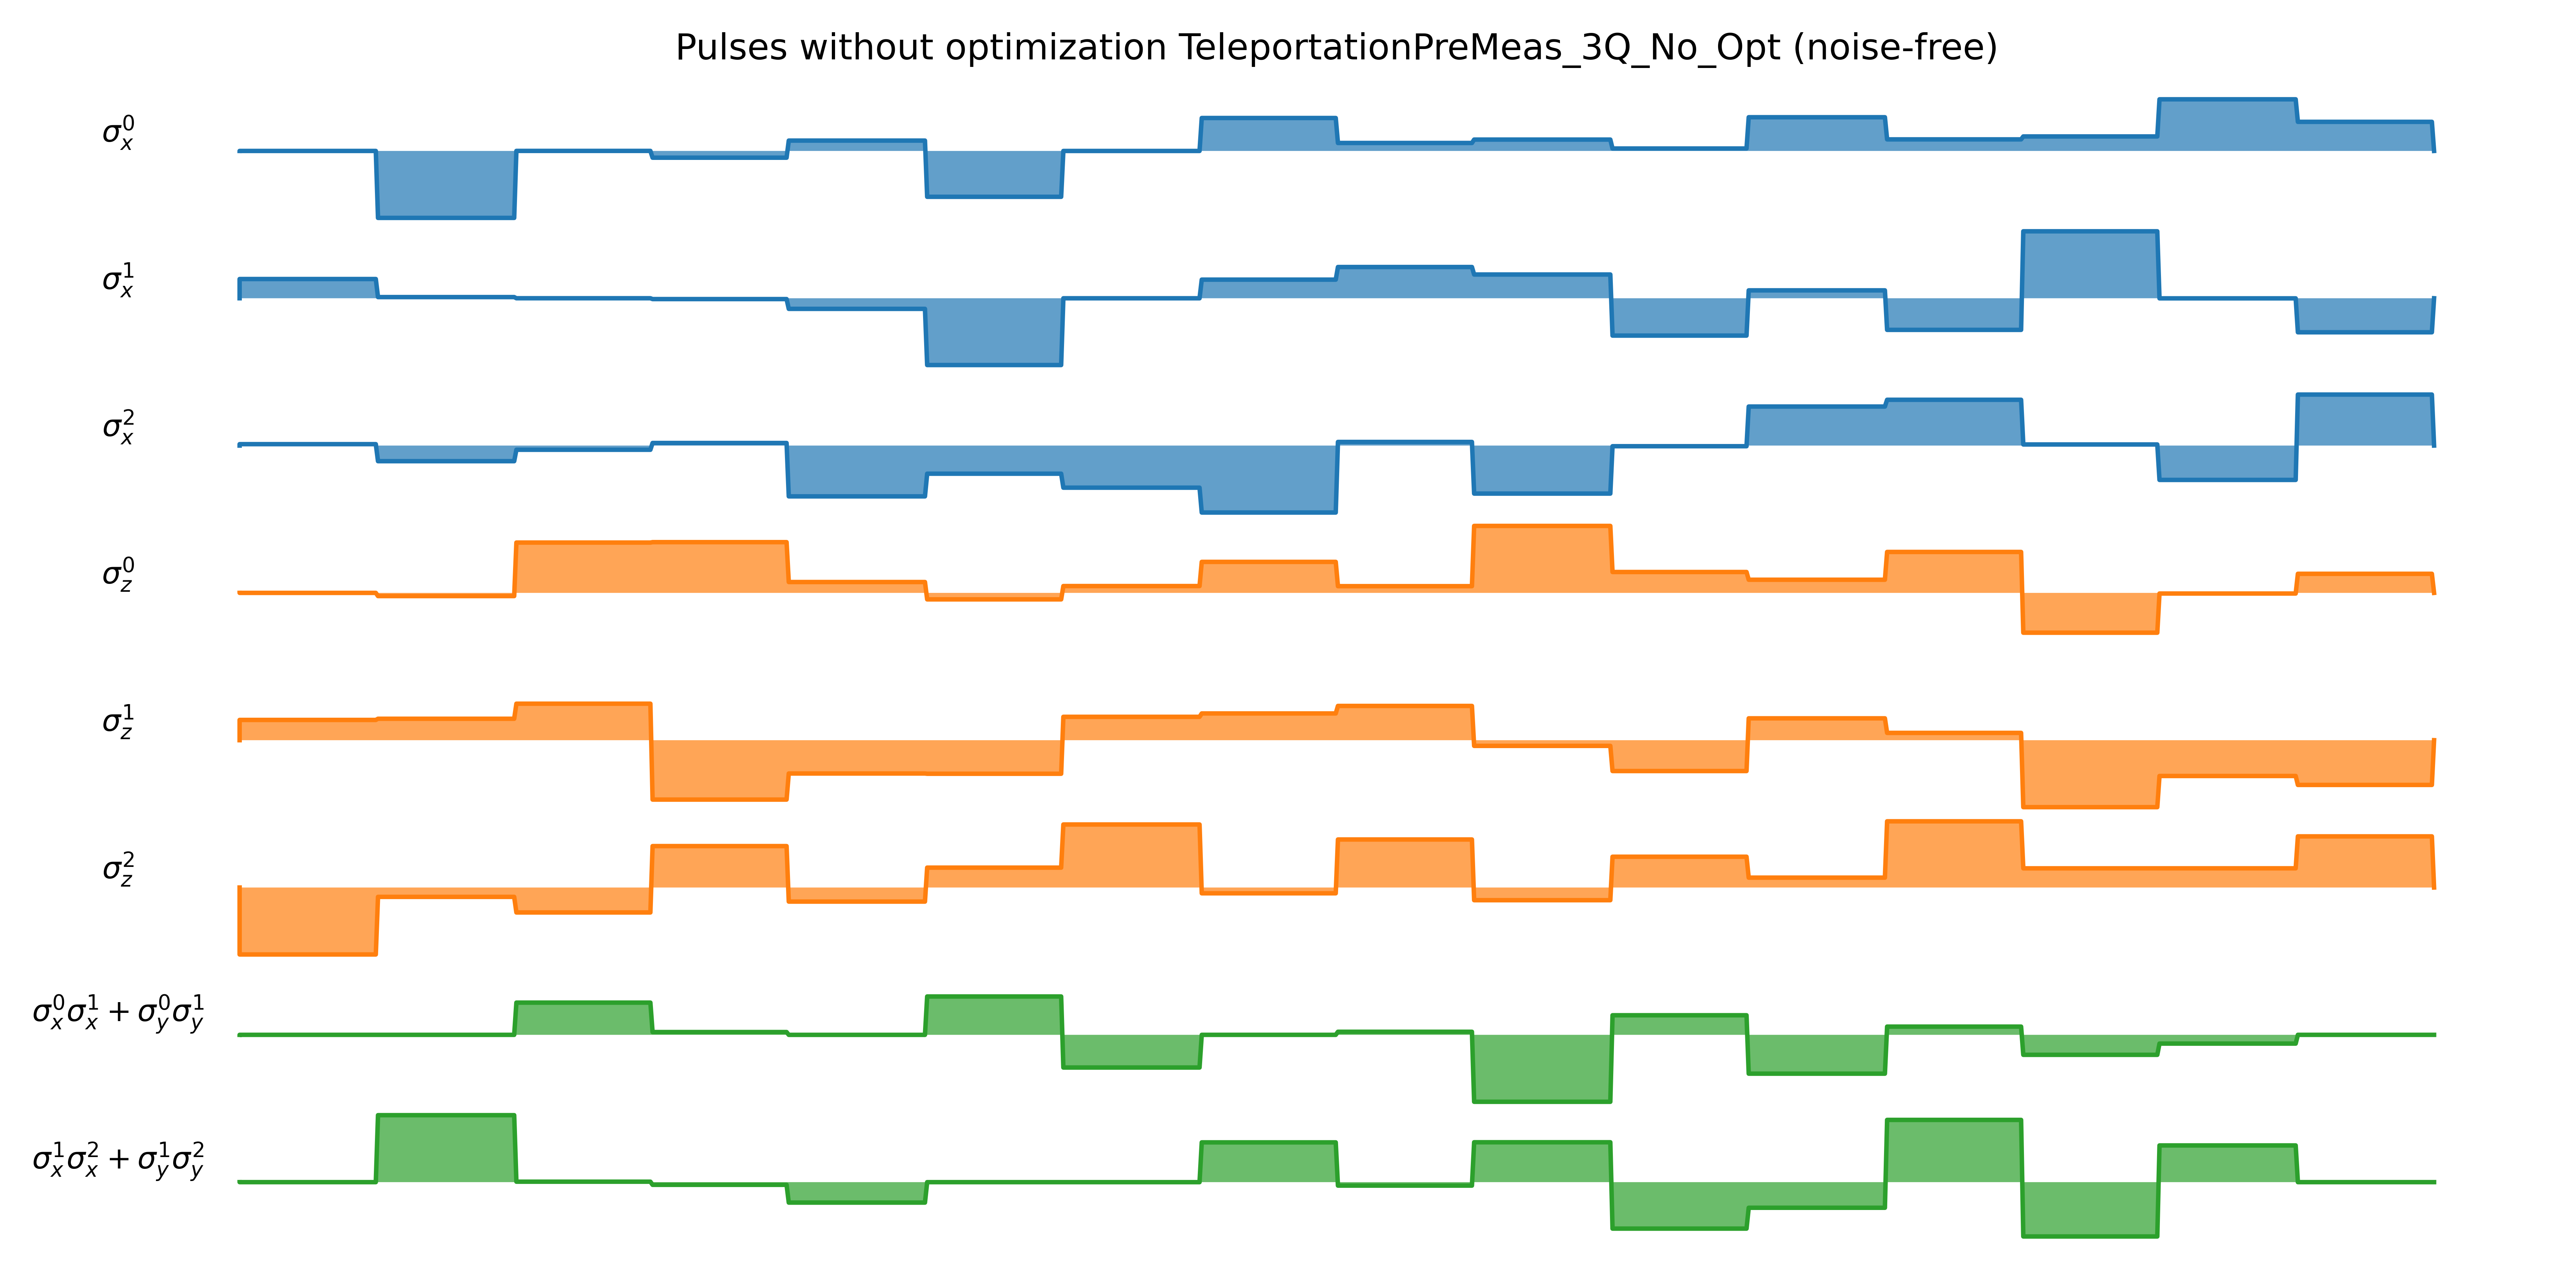 Pulses without optimization TeleportationPreMeas_3Q_No_Opt (noise-free)
σ_x^0
σ_x^1
σ_x^2
σ_z^0
σ_z^1
σ_z^2
σ_x^0σ_x^1 + σ_y^0σ_y^1
σ_x^1σ_x^2 + σ_y^1σ_y^2